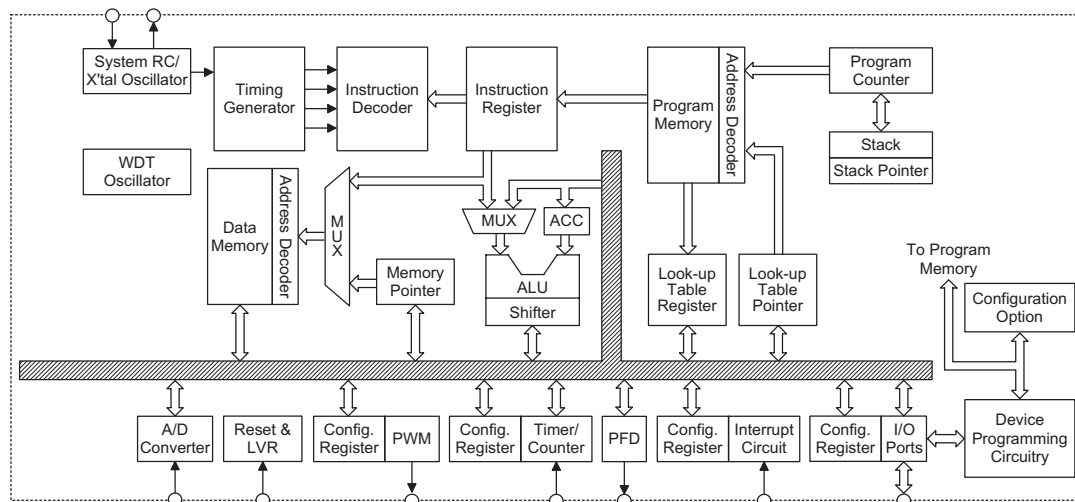 System RC/
X'tal Oscillator
Timing
Generator
Instruction
Decoder
Instruction
Register
Program
Memory
Address Decoder
Program
Counter
Stack
Stack Pointer
WDT
Oscillator
Data
Memory
Address Decoder
MUX
MUX
ACC
Memory
Pointer
ALU
Shifter
Look-up
Table
Register
Look-up
Table
Pointer
To Program
Memory
Configuration
Option
A/D
Converter
Reset &
LVR
Config.
Register
PWM
Config.
Register
Timer/
Counter
PFD
Config.
Register
Interrupt
Circuit
Config.
Register
I/O
Ports
Device
Programming
Circuitry